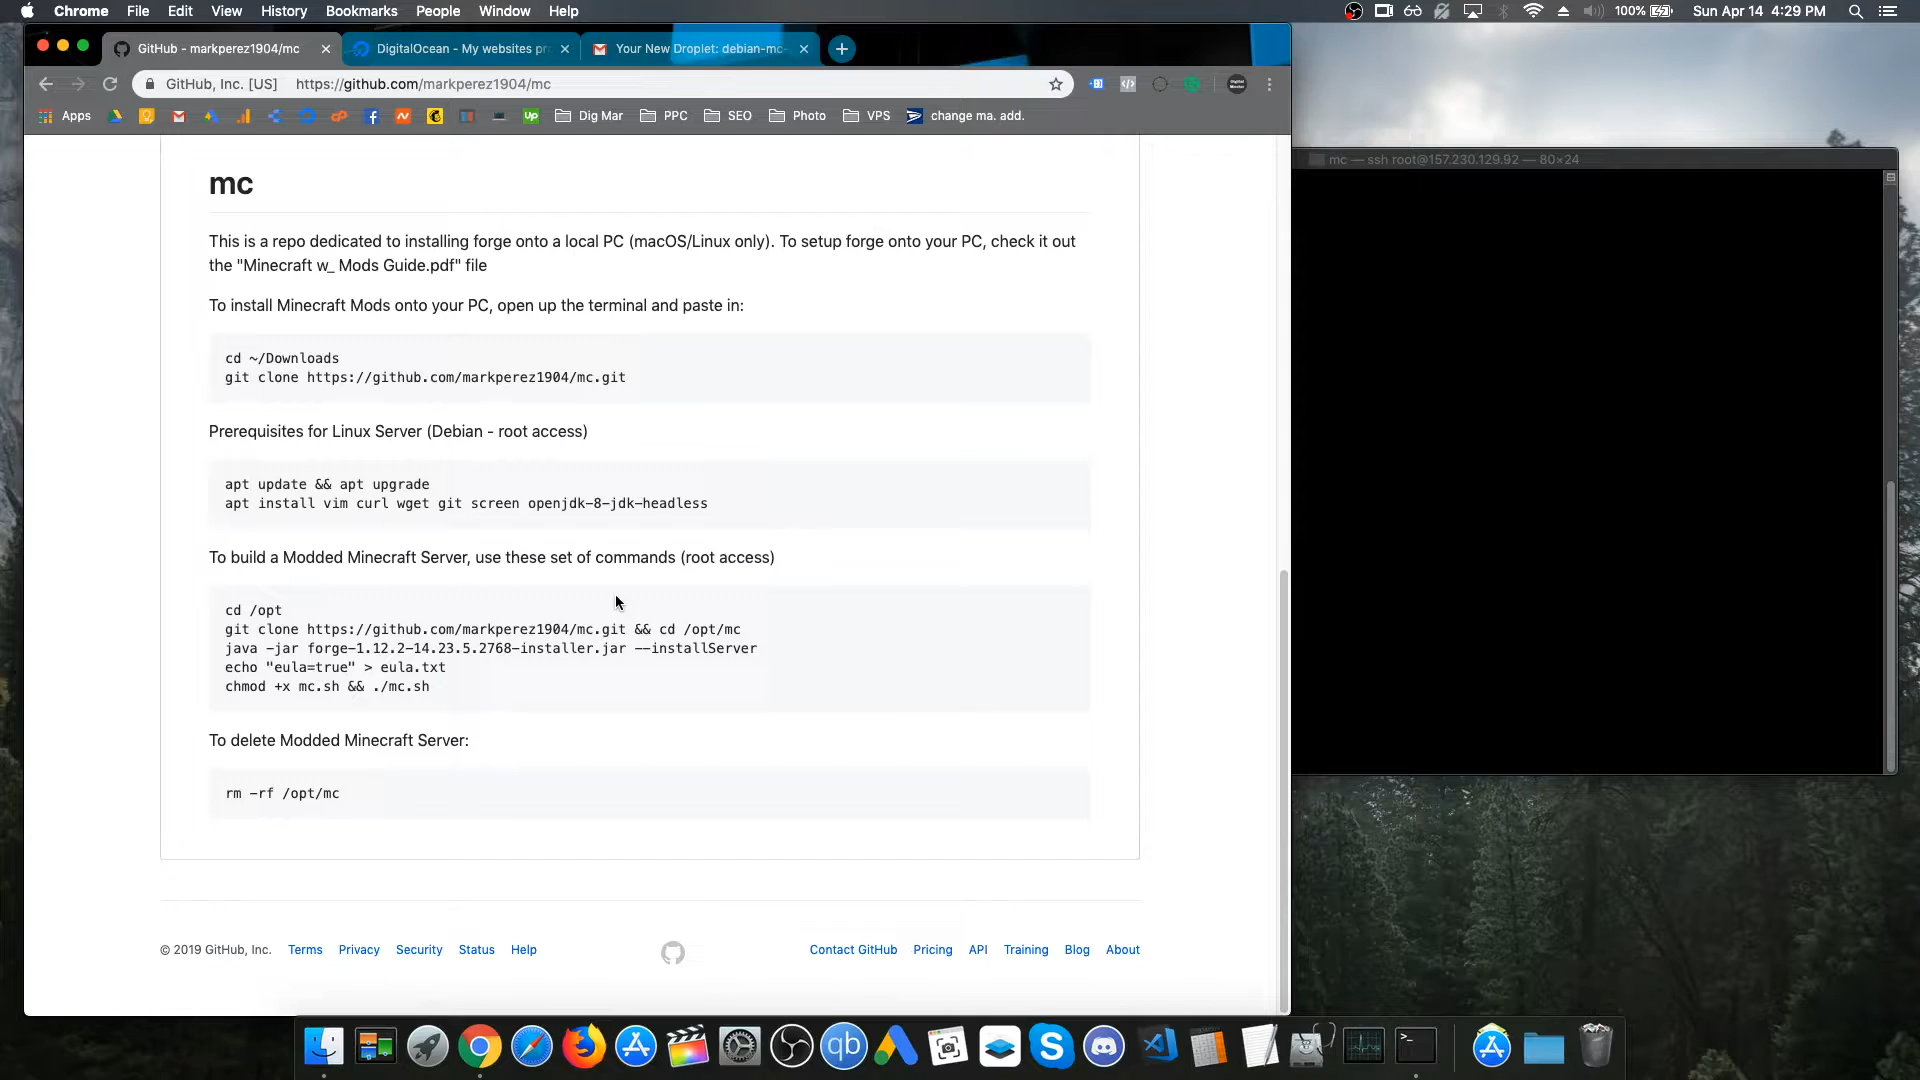 Chrome File Edit View History Bookmarks People Window Help
100% Sun Apr 14 4:29 PM
GitHub - markperez1904/mc
DigitalOcean - My websites pr
Your New Droplet: debian-mc-
GitHub, Inc. [US] https://github.com/markperez1904/mc
Apps Up Dig Mar PPC SEO Photo VPS change ma. add.
mc — ssh root@157.230.129.92 — 80×24
mc
This is a repo dedicated to installing forge onto a local PC (macOS/Linux only). To setup forge onto your PC, check it out
the "Minecraft w_ Mods Guide.pdf" file
To install Minecraft Mods onto your PC, open up the terminal and paste in:
cd ~/Downloads
git clone https://github.com/markperez1904/mc.git
Prerequisites for Linux Server (Debian - root access)
apt update && apt upgrade
apt install vim curl wget git screen openjdk-8-jdk-headless
To build a Modded Minecraft Server, use these set of commands (root access)
cd /opt
git clone https://github.com/markperez1904/mc.git && cd /opt/mc
java -jar forge-1.12.2-14.23.5.2768-installer.jar --installServer
echo "eula=true" > eula.txt
chmod +x mc.sh && ./mc.sh
To delete Modded Minecraft Server:
rm -rf /opt/mc
© 2019 GitHub, Inc. Terms Privacy Security Status Help
Contact GitHub Pricing API Training Blog About
qb